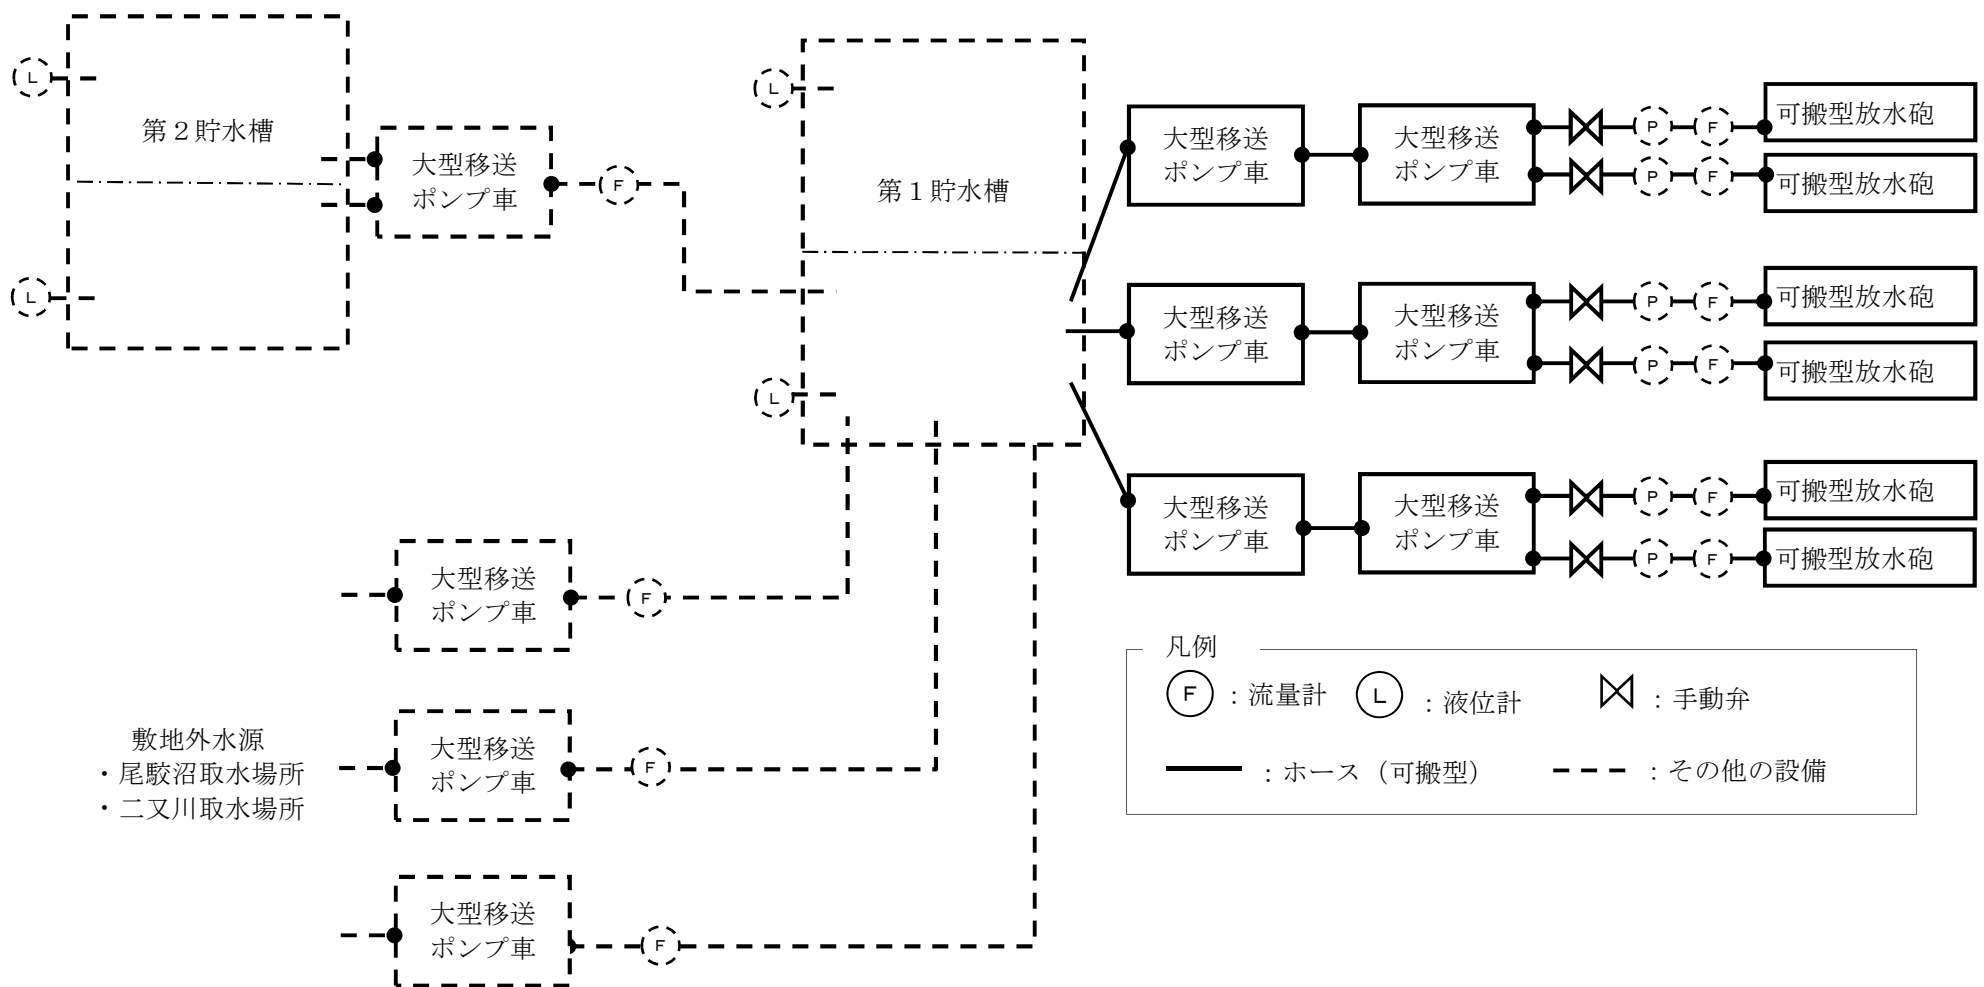 L
第２貯水槽
L
大型移送
ポンプ車
F
L
第１貯水槽
L
大型移送
ポンプ車
大型移送
ポンプ車
P
F
可搬型放水砲
P
F
可搬型放水砲
大型移送
ポンプ車
大型移送
ポンプ車
P
F
可搬型放水砲
P
F
可搬型放水砲
大型移送
ポンプ車
大型移送
ポンプ車
P
F
可搬型放水砲
P
F
可搬型放水砲
大型移送
ポンプ車
F
敷地外水源
・尾駮沼取水場所
・二又川取水場所
大型移送
ポンプ車
F
大型移送
ポンプ車
F
凡例
F ：流量計
L ：液位計
：手動弁
：ホース（可搬型）
：その他の設備